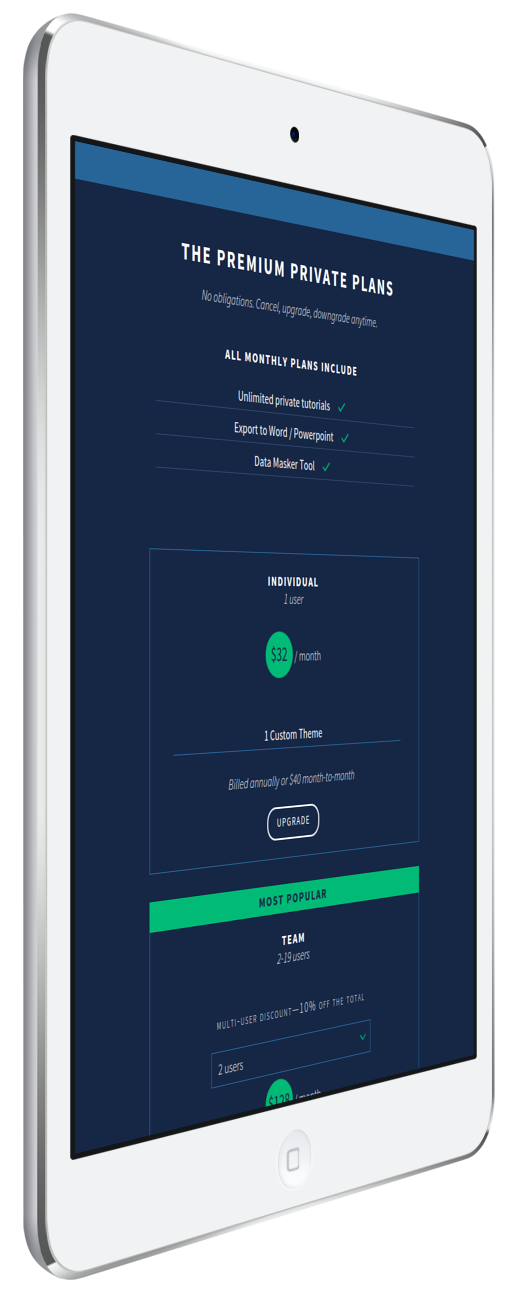 THE PREMIUM PRIVATE PLANS
No obligations. Cancel, upgrade, downgrade anytime.
ALL MONTHLY PLANS INCLUDE
Unlimited private tutorials
Export to Word / Powerpoint
Data Masker Tool
INDIVIDUAL
1 user
$32 / month
1 Custom Theme
Billed annually or $40 month-to-month
UPGRADE
MOST POPULAR
TEAM
2-19 users
MULTI-USER DISCOUNT—10% OFF THE TOTAL
2 users
$128 / month